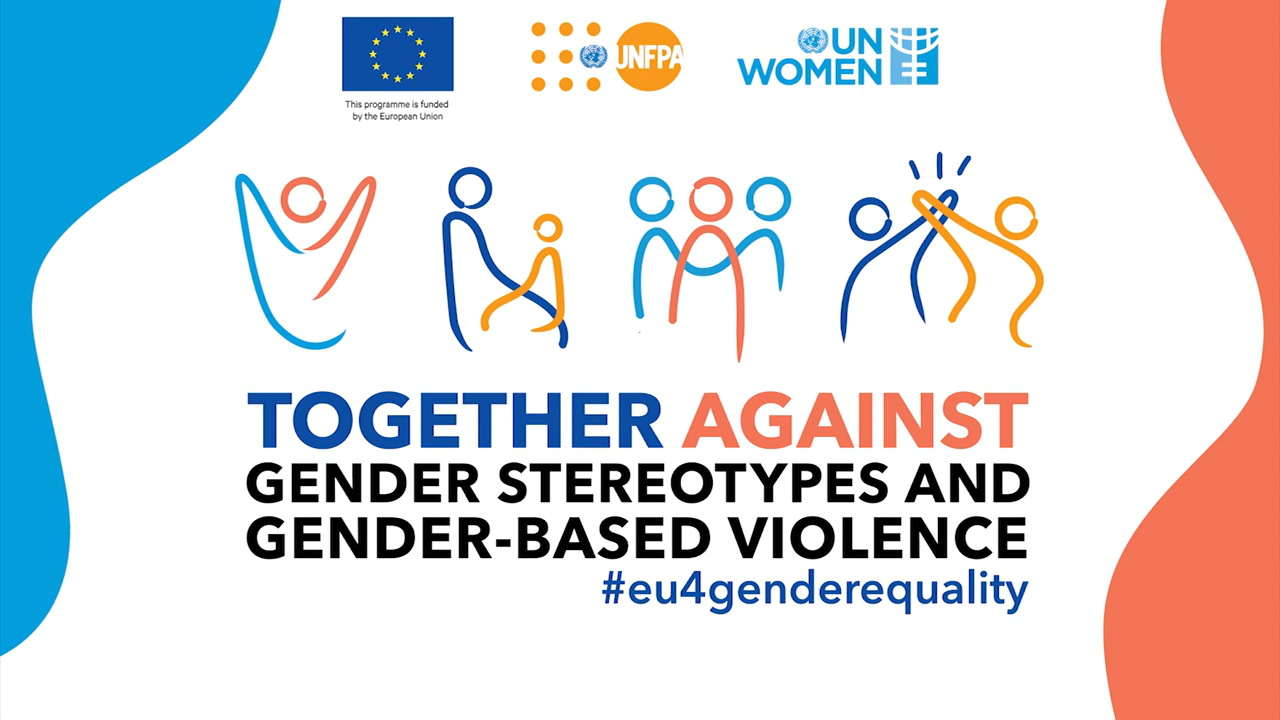 This programme is funded
by the European Union
UNFPA
UN
WOMEN
TOGETHER AGAINST
GENDER STEREOTYPES AND
GENDER-BASED VIOLENCE
#eu4genderequality